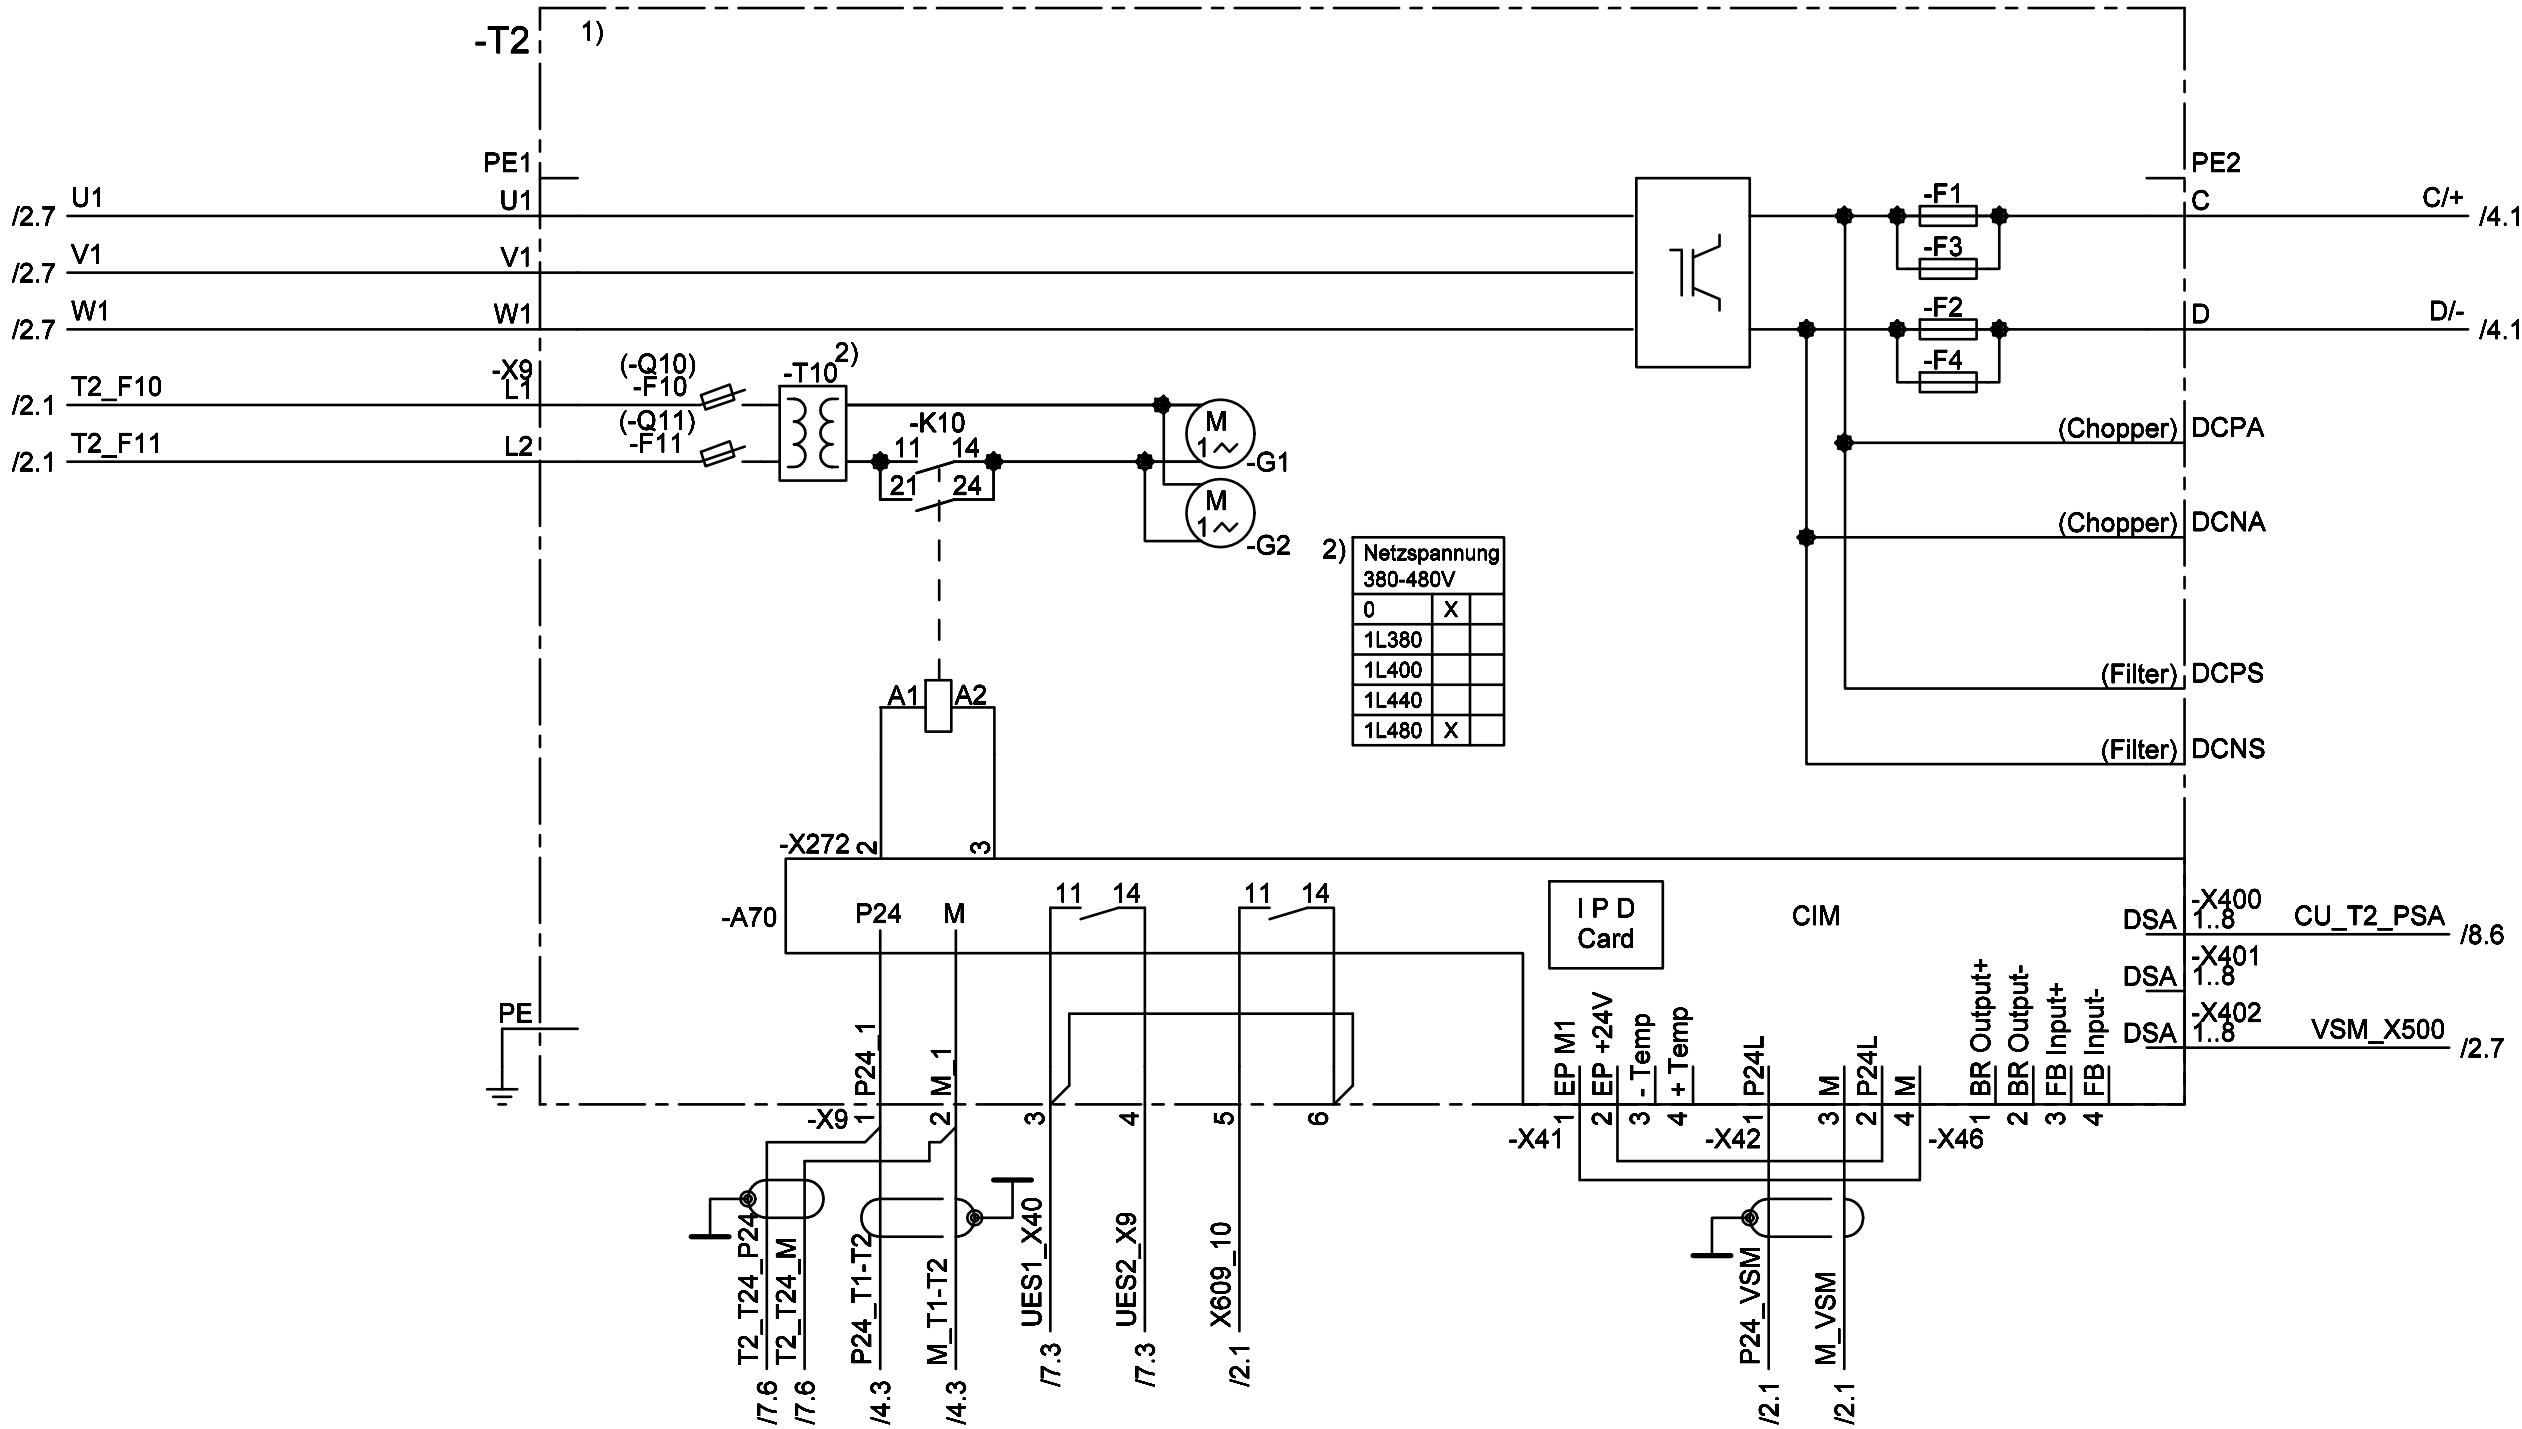 -T2
1)
PE1
PE2
/2.7 U1
U1
-F1
C
C/+
/4.1
-F3
/2.7 V1
V1
/2.7 W1
W1
-F2
D
D/-
/4.1
-F4
-X9
/2.1 T2_F10
L1
(-Q10)
-F10
-T10
2)
/2.1 T2_F11
L2
(-Q11)
-F11
-K10
11
14
21
24
M
1
-G1
M
1
-G2
(Chopper) DCPA
(Chopper) DCNA
(Filter) DCPS
(Filter) DCNS
2)
Netzspannung
380-480V
0 X
1L380
1L400
1L440
1L480 X
A1
A2
-X272
2
3
-A70
P24
M
11
14
11
14
I P D
Card
CIM
DSA
-X400
1..8
CU_T2_PSA
/8.6
DSA
-X401
1..8
DSA
-X402
1..8
VSM_X500
/2.7
PE
P24_1
M_1
-X9
1
2
3
4
5
6
EP M1
EP +24V
- Temp
+ Temp
P24L
M
P24L
M
BR Output+
BR Output-
FB Input+
FB Input-
-X41
1
2
3
4
-X42
1
3
2
4
-X46
1
2
3
4
T2_T24_P24
T2_T24_M
P24_T1-T2
M_T1-T2
UES1_X40
UES2_X9
X609_10
P24_VSM
M_VSM
/7.6
/7.6
/4.3
/4.3
/7.3
/7.3
/2.1
/2.1
/2.1